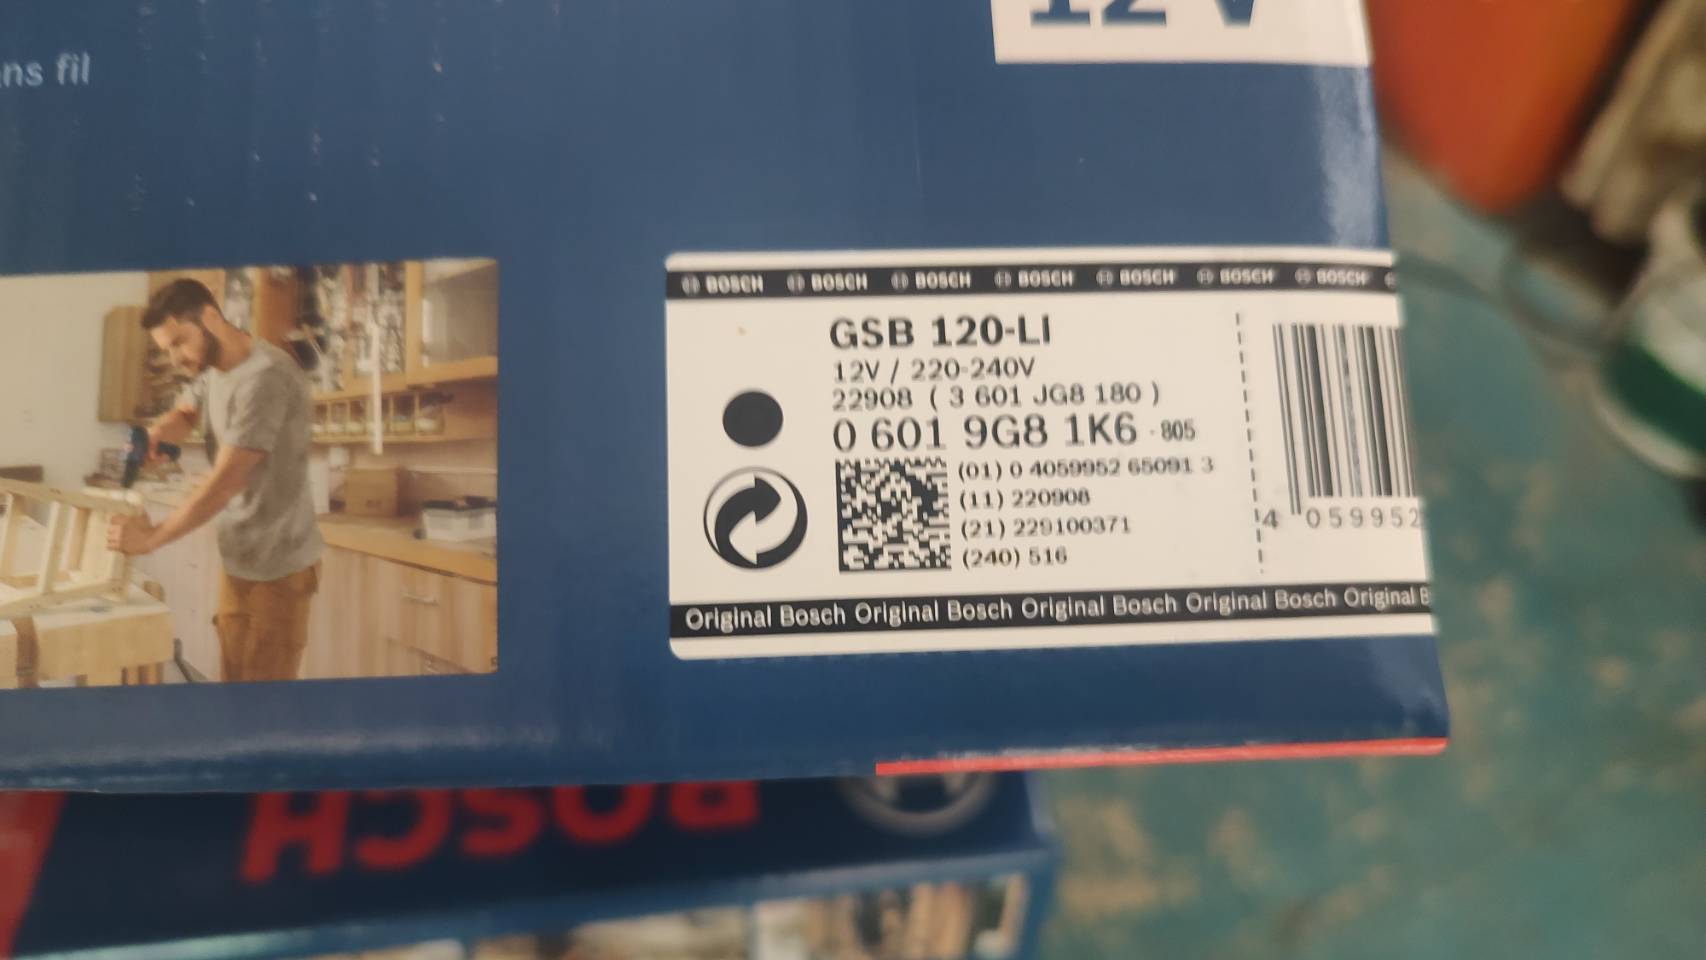 12V
ns fil
BOSCH BOSCH BOSCH BOSCH BOSCH BOSCH BOSCH
GSB 120-LI
12V / 220-240V
22908 ( 3 601 JG8 180 )
0 601 9G8 1K6 - 805
(01) 0 4059952 65091 3
(11) 220908
(21) 229100371
(240) 516
4 059952
Original Bosch Original Bosch Original Bosch Original Bosch Original B
BOSCH